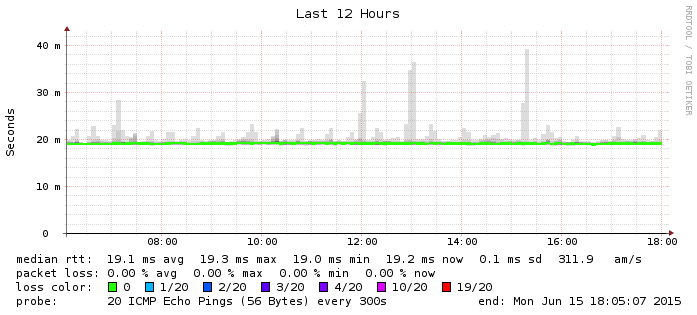 Last 12 Hours
RRDTOOL / TOBI OETIKER
Seconds
40 m
30 m
20 m
10 m
0
08:00 10:00 12:00 14:00 16:00 18:00
median rtt: 19.1 ms avg 19.3 ms max 19.0 ms min 19.2 ms now 0.1 ms sd 311.9 am/s
packet loss: 0.00 % avg 0.00 % max 0.00 % min 0.00 % now
loss color: 0 1/20 2/20 3/20 4/20 10/20 19/20
probe: 20 ICMP Echo Pings (56 Bytes) every 300s end: Mon Jun 15 18:05:07 2015